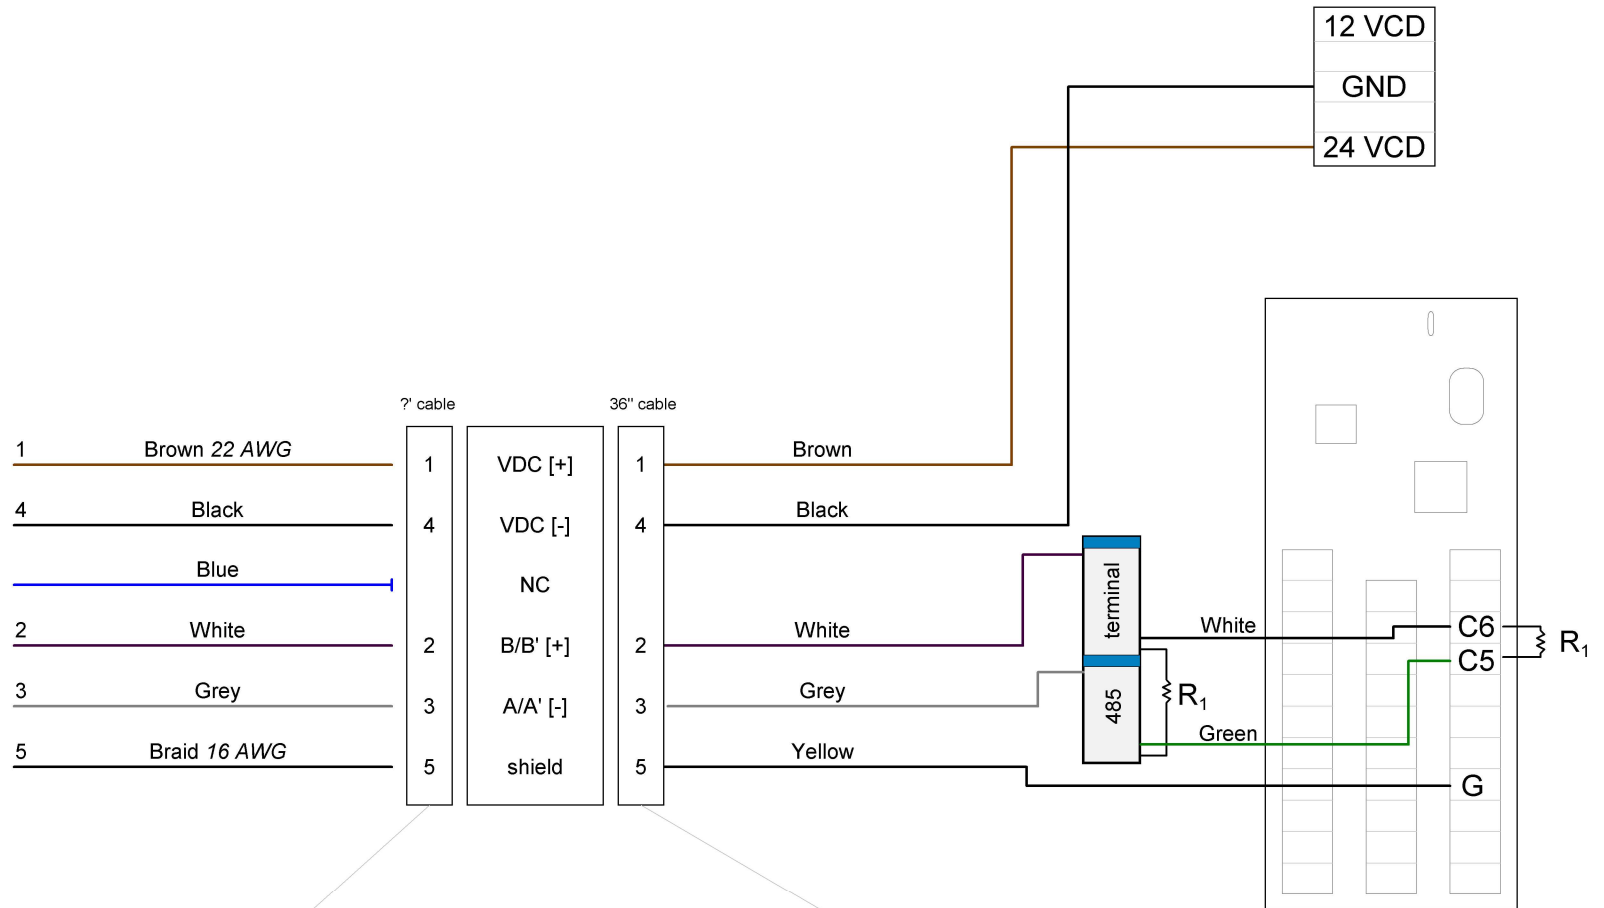 12 VCD
GND
24 VCD
?' cable
36" cable
1 Brown 22 AWG 1 VDC [+] 1 Brown
4 Black 4 VDC [-] 4 Black
Blue NC
terminal
2 White 2 B/B' [+] 2 White
White C6
C5 R1
3 Grey 3 A/A' [-] 3 Grey
485 R1
Green
5 Braid 16 AWG 5 shield 5 Yellow
G